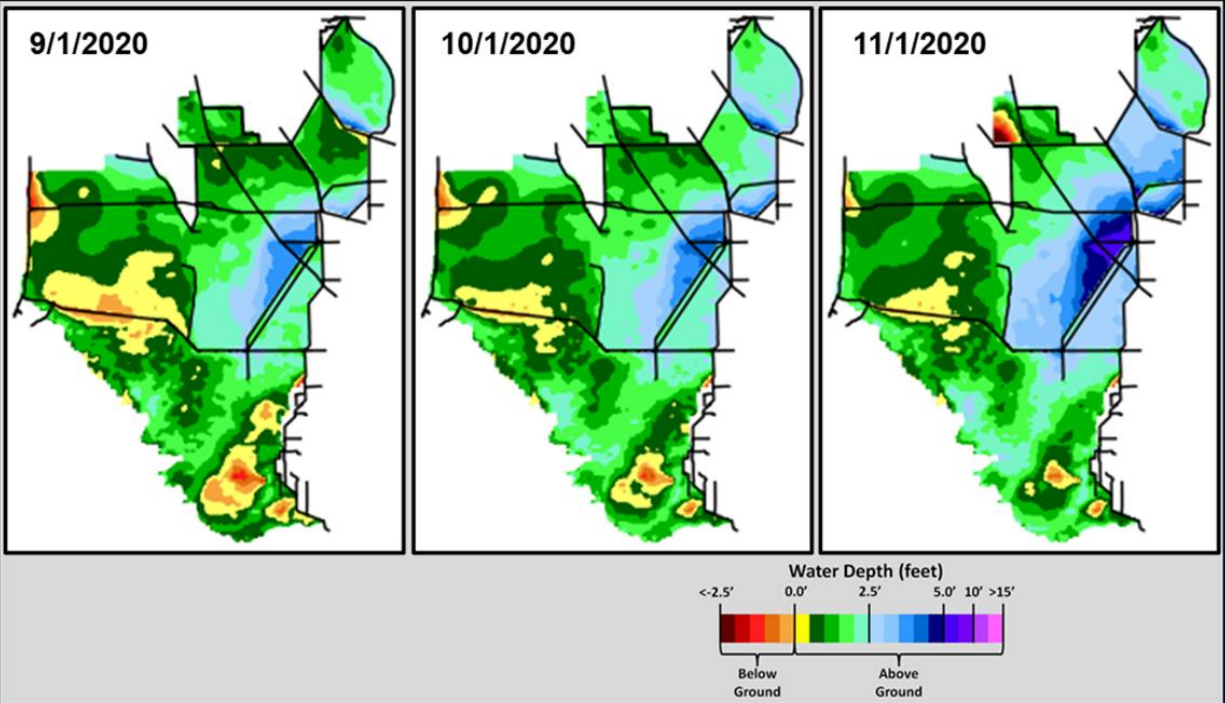 9/1/2020
10/1/2020
11/1/2020
Water Depth (feet)
<-2.5’ 0.0’ 2.5’ 5.0’ 10’ >15’
Below Above
Ground Ground